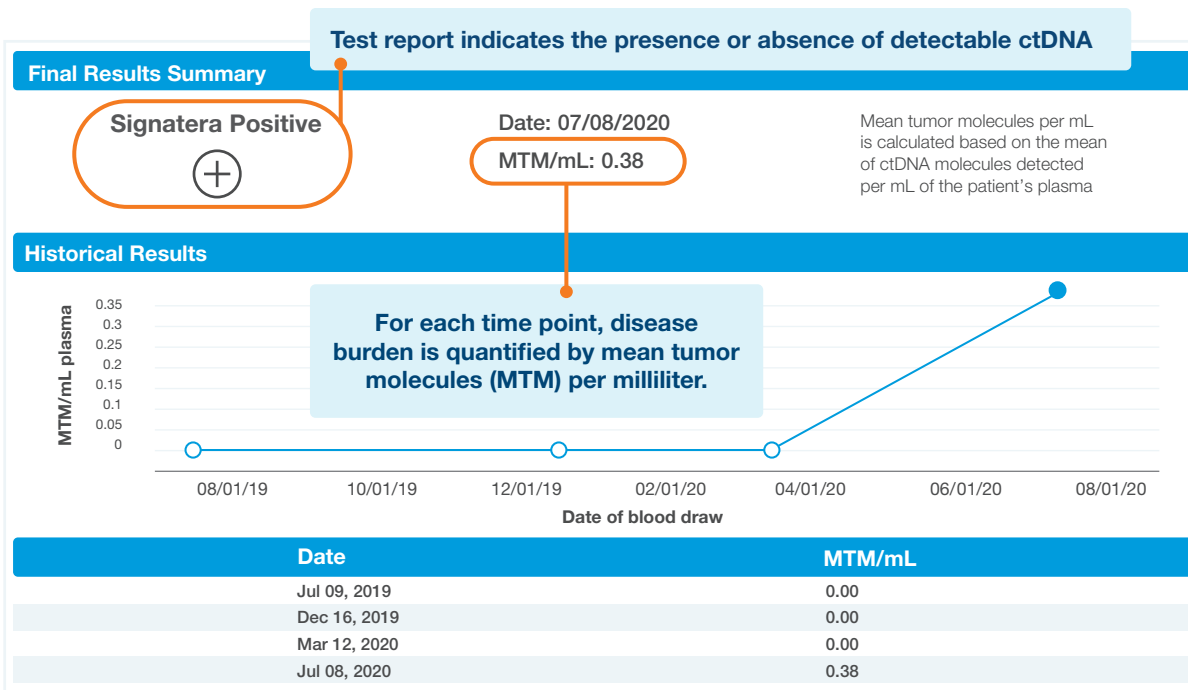 Test report indicates the presence or absence of detectable ctDNA
Final Results Summary
Signatera Positive
Date: 07/08/2020
MTM/mL: 0.38
Mean tumor molecules per mL
is calculated based on the mean
of ctDNA molecules detected
per mL of the patient's plasma
Historical Results
MTM/mL plasma
0.35
0.3
0.25
0.2
0.15
0.1
0.05
0
For each time point, disease
burden is quantified by mean tumor
molecules (MTM) per milliliter.
08/01/19 10/01/19 12/01/19 02/01/20 04/01/20 06/01/20 08/01/20
Date of blood draw
Date MTM/mL
Jul 09, 2019 0.00
Dec 16, 2019 0.00
Mar 12, 2020 0.00
Jul 08, 2020 0.38